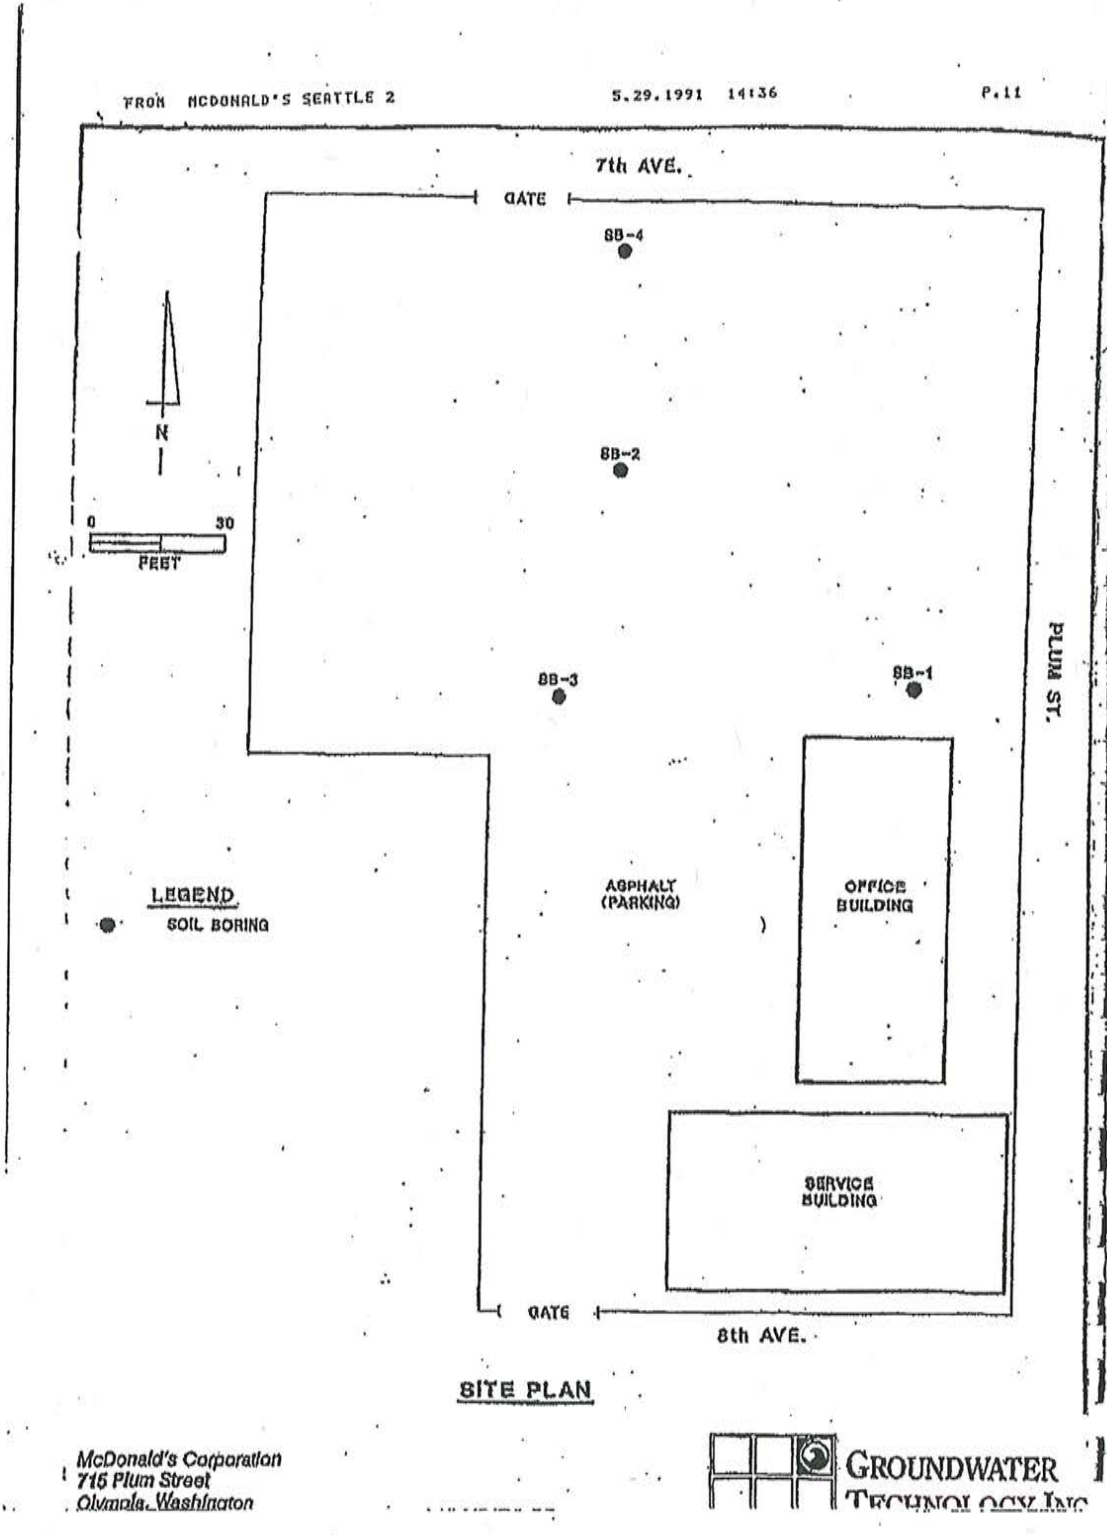 FROM MCDONALD'S SEATTLE 2 5.29.1991 14:36 P.11
7th AVE.
GATE
SB-4
SB-2
N
0 30
FEET
PLUM ST.
SB-3
SB-1
LEGEND
SOIL BORING
ASPHALT
(PARKING)
OFFICE
BUILDING
SERVICE
BUILDING
GATE
8th AVE.
SITE PLAN
McDonald's Corporation
715 Plum Street
Olympia, Washington
GROUNDWATER
TECHNOLOGY, INC.